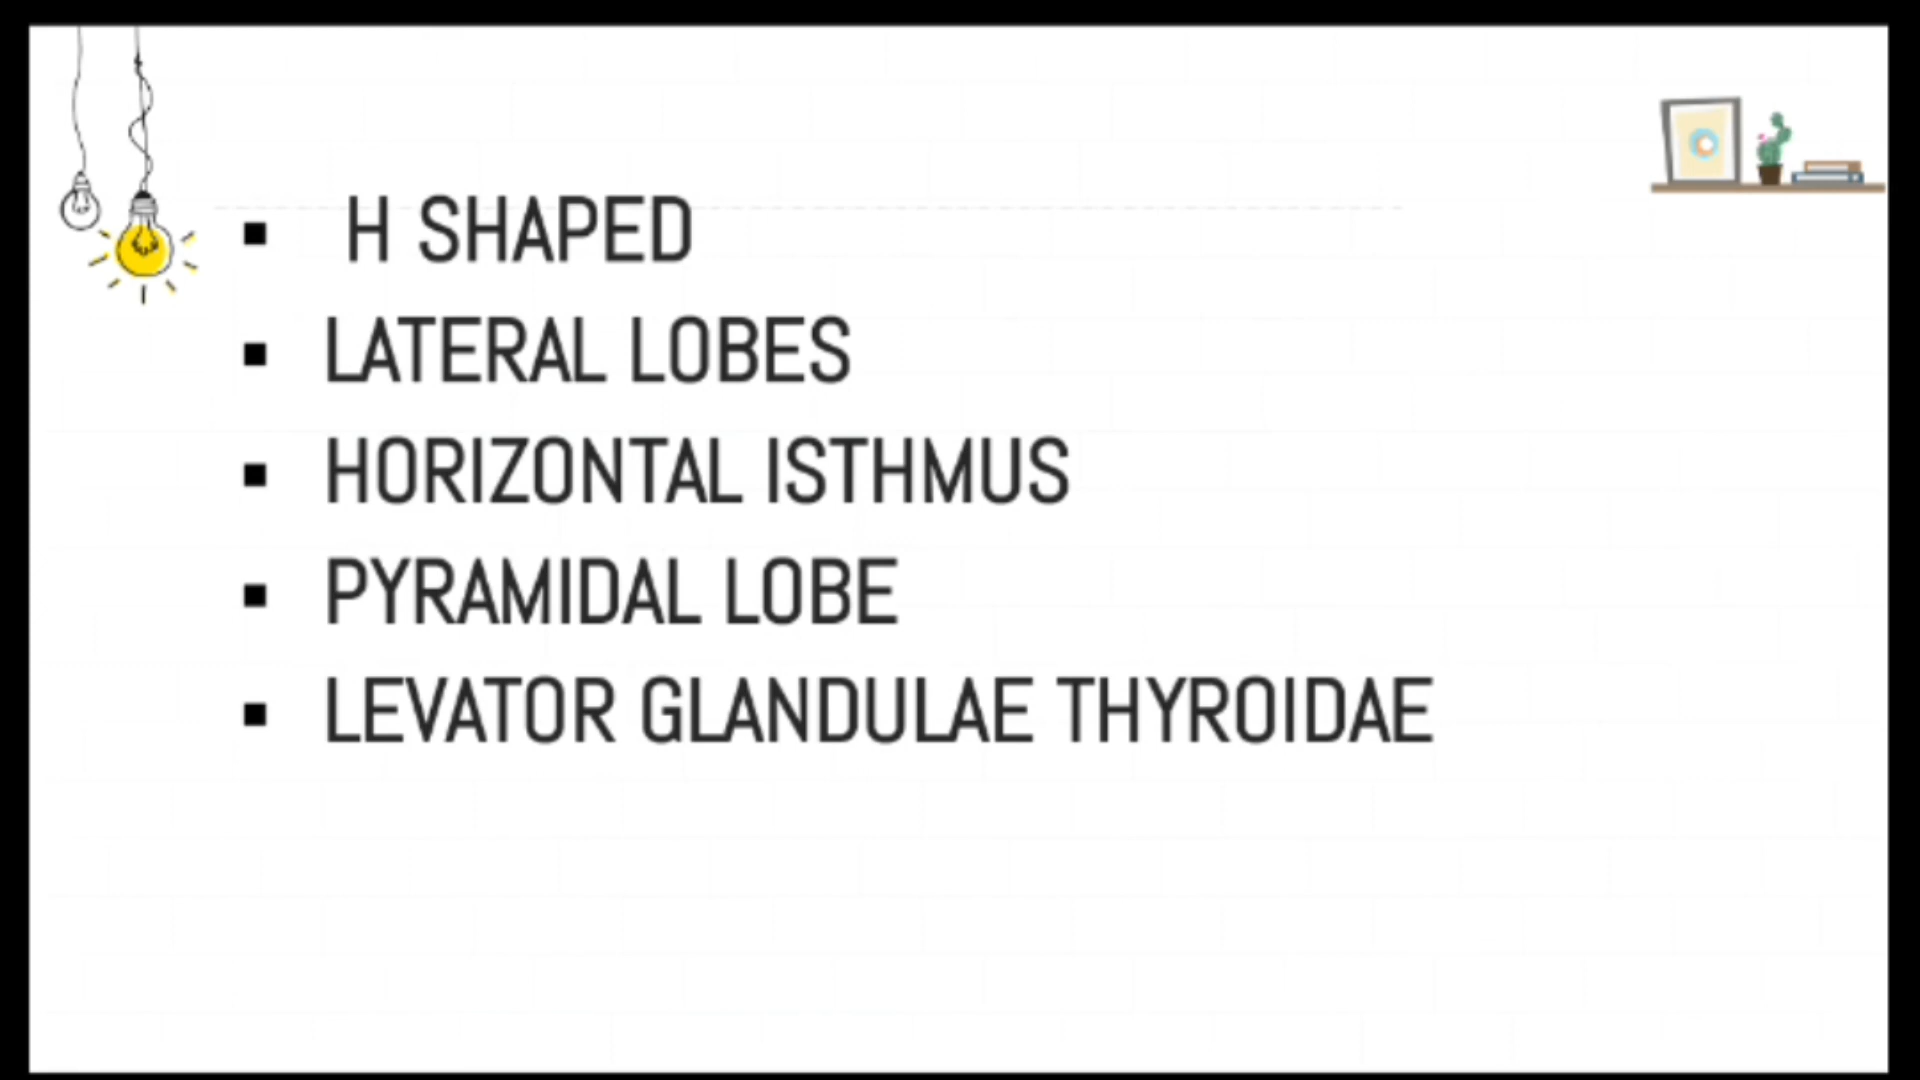 ▪ H SHAPED
▪ LATERAL LOBES
▪ HORIZONTAL ISTHMUS
▪ PYRAMIDAL LOBE
▪ LEVATOR GLANDULAE THYROIDAE